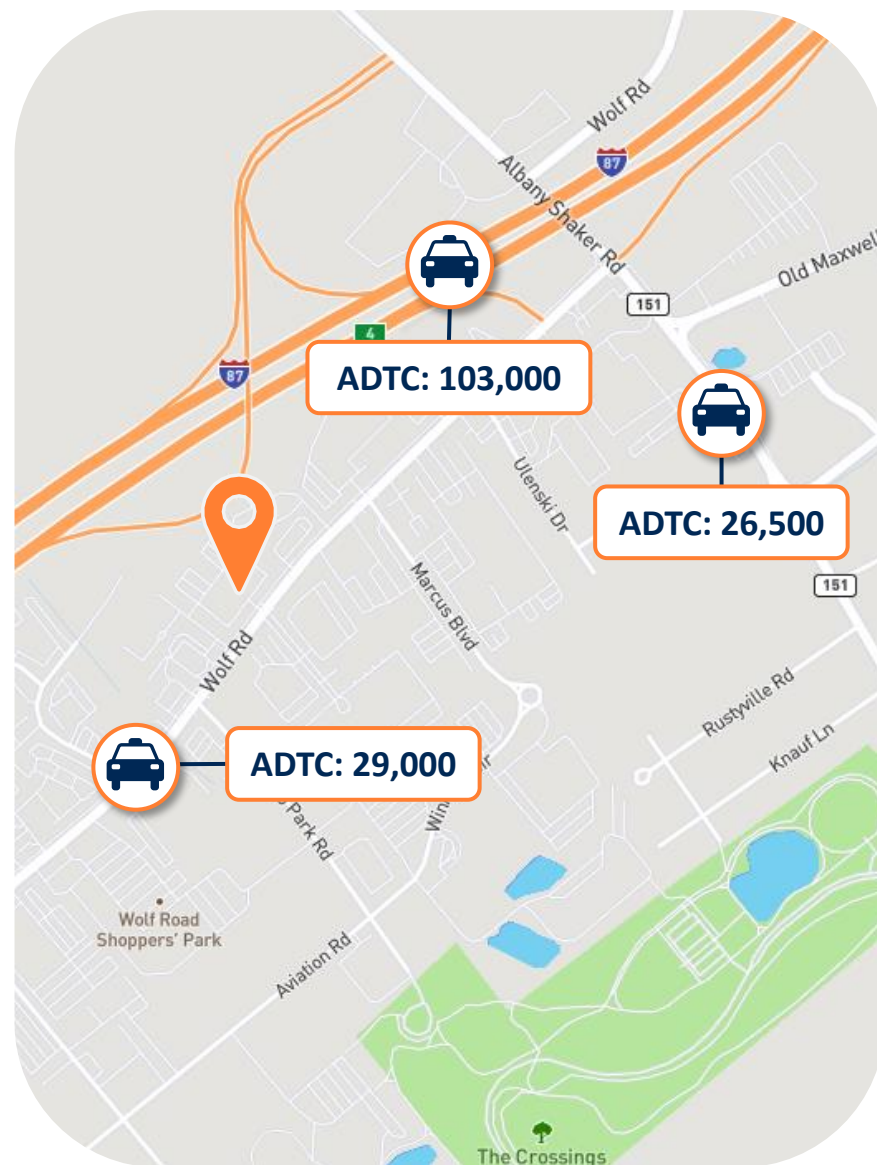 Wolf Rd
87
Albany Shaker Rd
Old Maxwell
151
4
87
ADTC: 103,000
Ulenski Dr
ADTC: 26,500
Marcus Blvd
151
Wolf Rd
Rustyville Rd
Knauf Ln
ADTC: 29,000
Park Rd
Wolf Road
Shoppers' Park
Aviation Rd
The Crossings